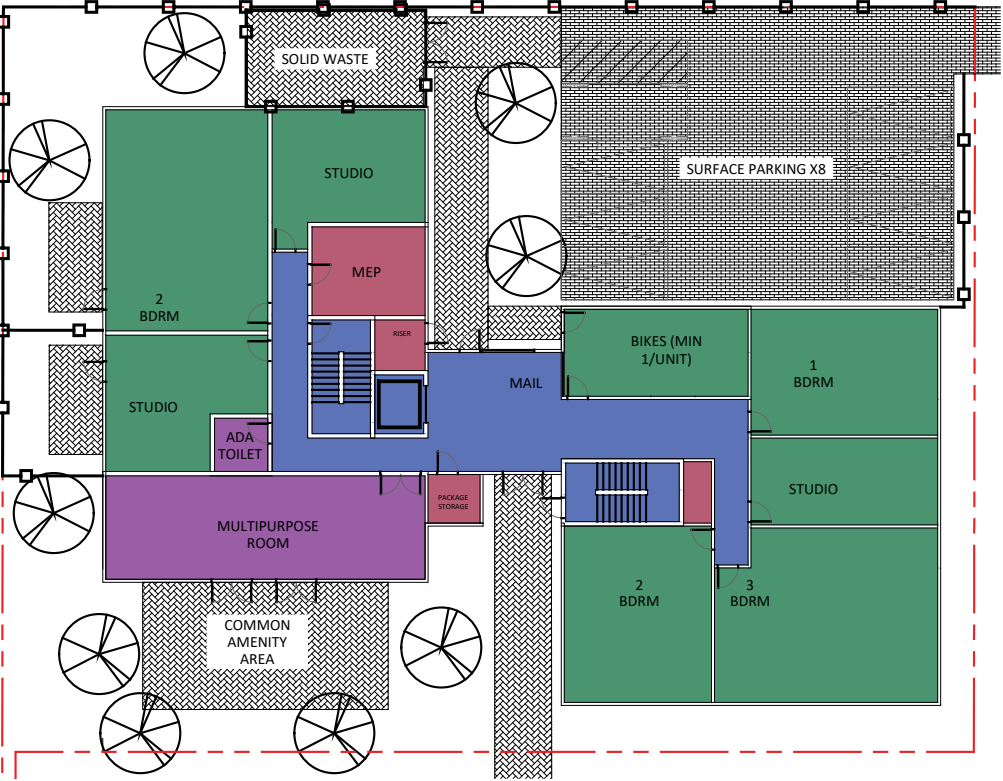 SOLID WASTE
STUDIO
SURFACE PARKING X8
MEP
2
BDRM
RISER
BIKES (MIN
1/UNIT)
1
BDRM
MAIL
STUDIO
ADA
TOILET
STUDIO
PACKAGE
STORAGE
MULTIPURPOSE
ROOM
2
BDRM
3
BDRM
COMMON
AMENITY
AREA